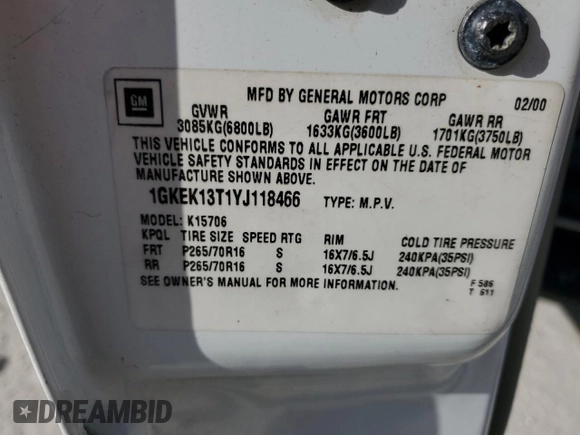 GM
MFD BY GENERAL MOTORS CORP 02/00
GVWR GAWR FRT GAWR RR
3085KG(6800LB) 1633KG(3600LB) 1701KG(3750LB)
THIS VEHICLE CONFORMS TO ALL APPLICABLE U.S. FEDERAL MOTOR
VEHICLE SAFETY STANDARDS IN EFFECT ON THE DATE OF
MANUFACTURE SHOWN ABOVE.
1GKEK13T1YJ118466 TYPE: M.P.V.
MODEL: K15706
KPQL TIRE SIZE SPEED RTG RIM COLD TIRE PRESSURE
FRT P265/70R16 S 16X7/6.5J 240KPA(35PSI)
RR P265/70R16 S 16X7/6.5J 240KPA(35PSI)
SEE OWNER'S MANUAL FOR MORE INFORMATION.
F 586
T 611
DREAMBID